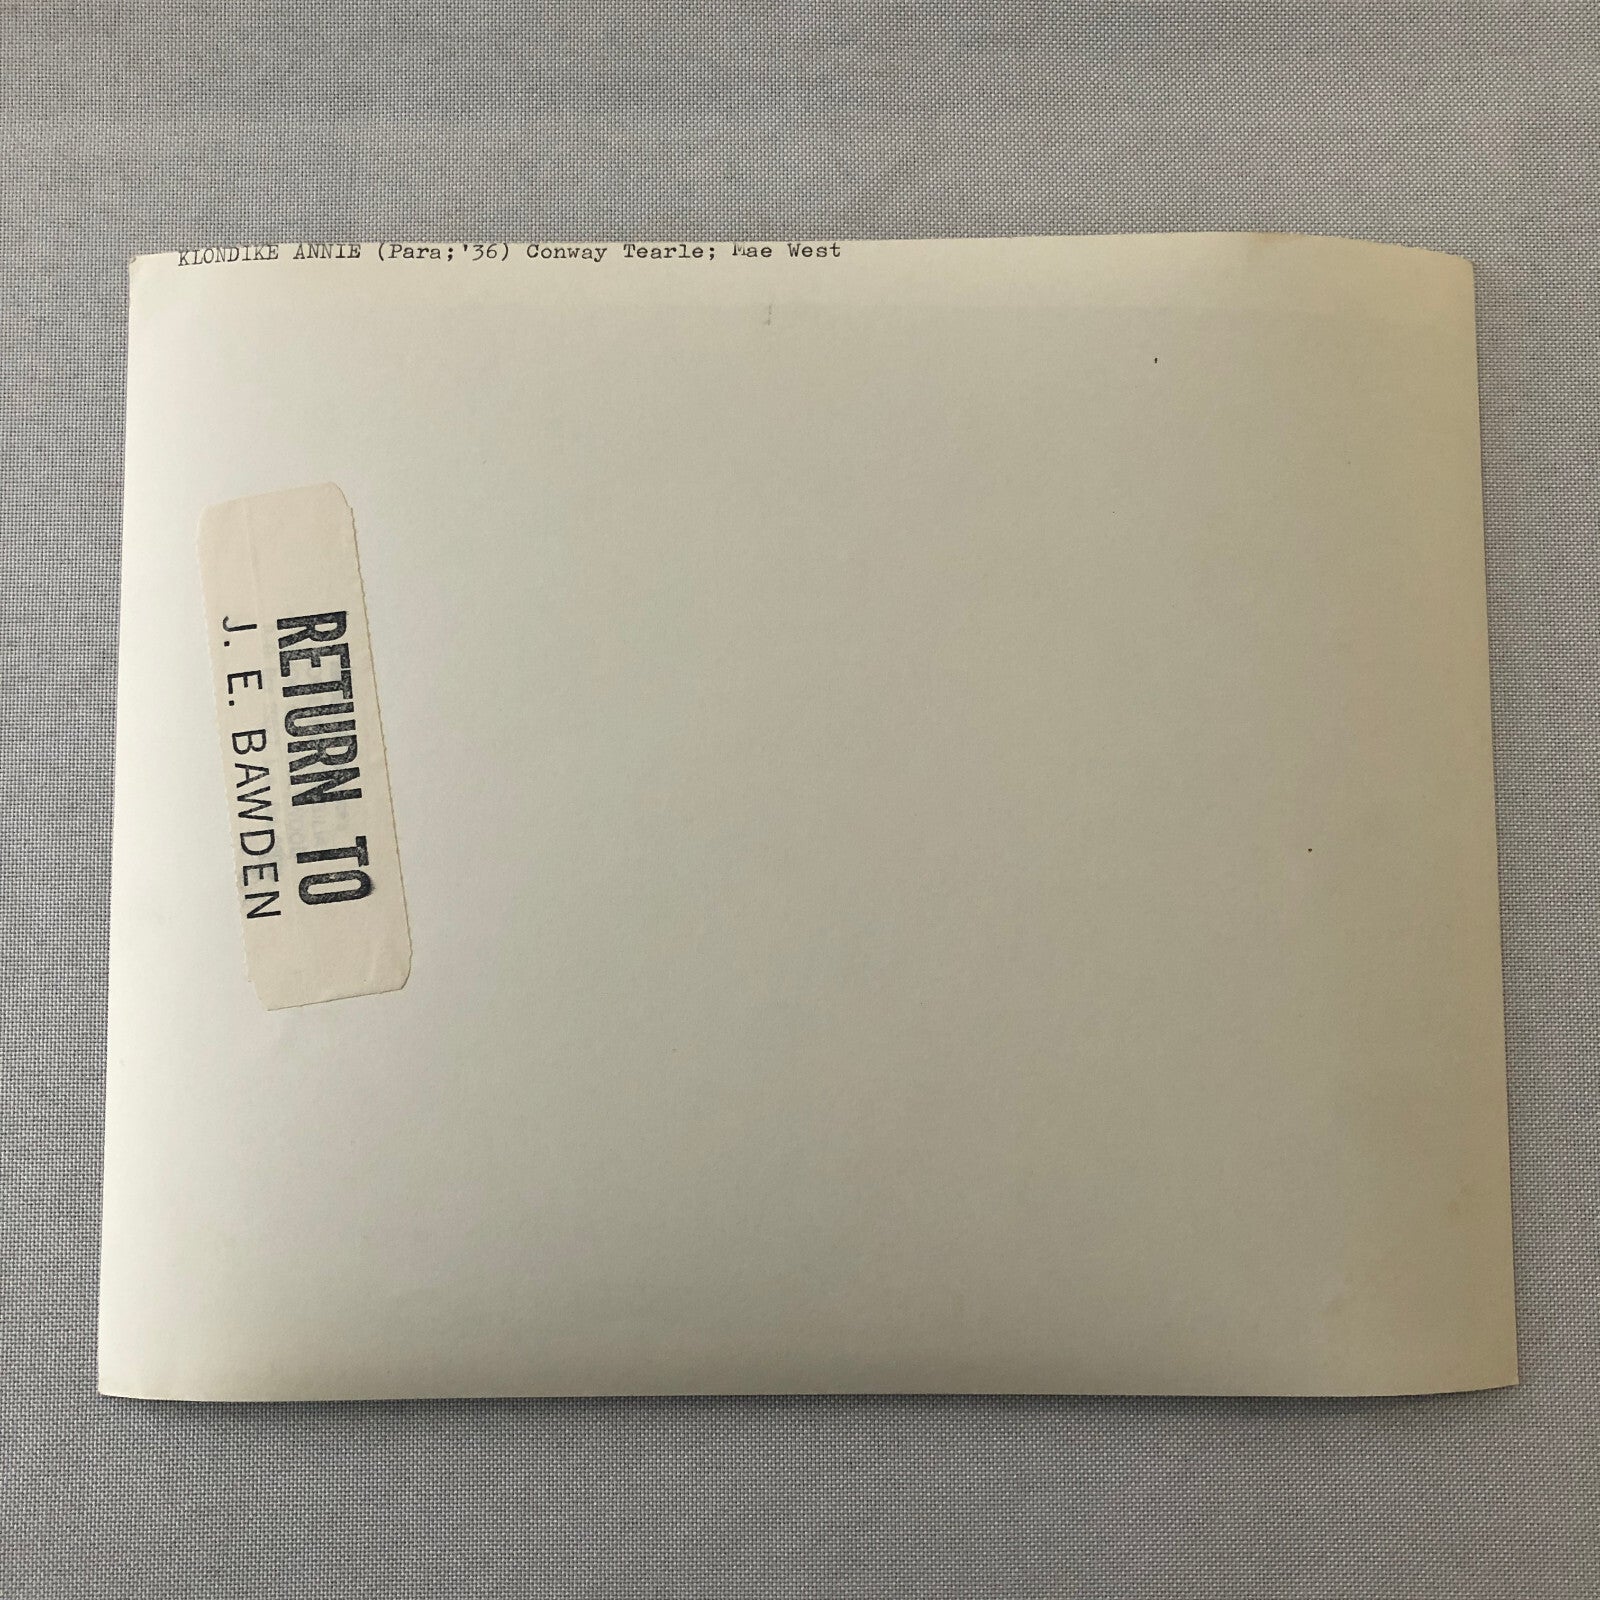 KLONDIKE ANNIE (Para;'36) Conway Tearle; Mae West
RETURN TO
J. E. BAWDEN